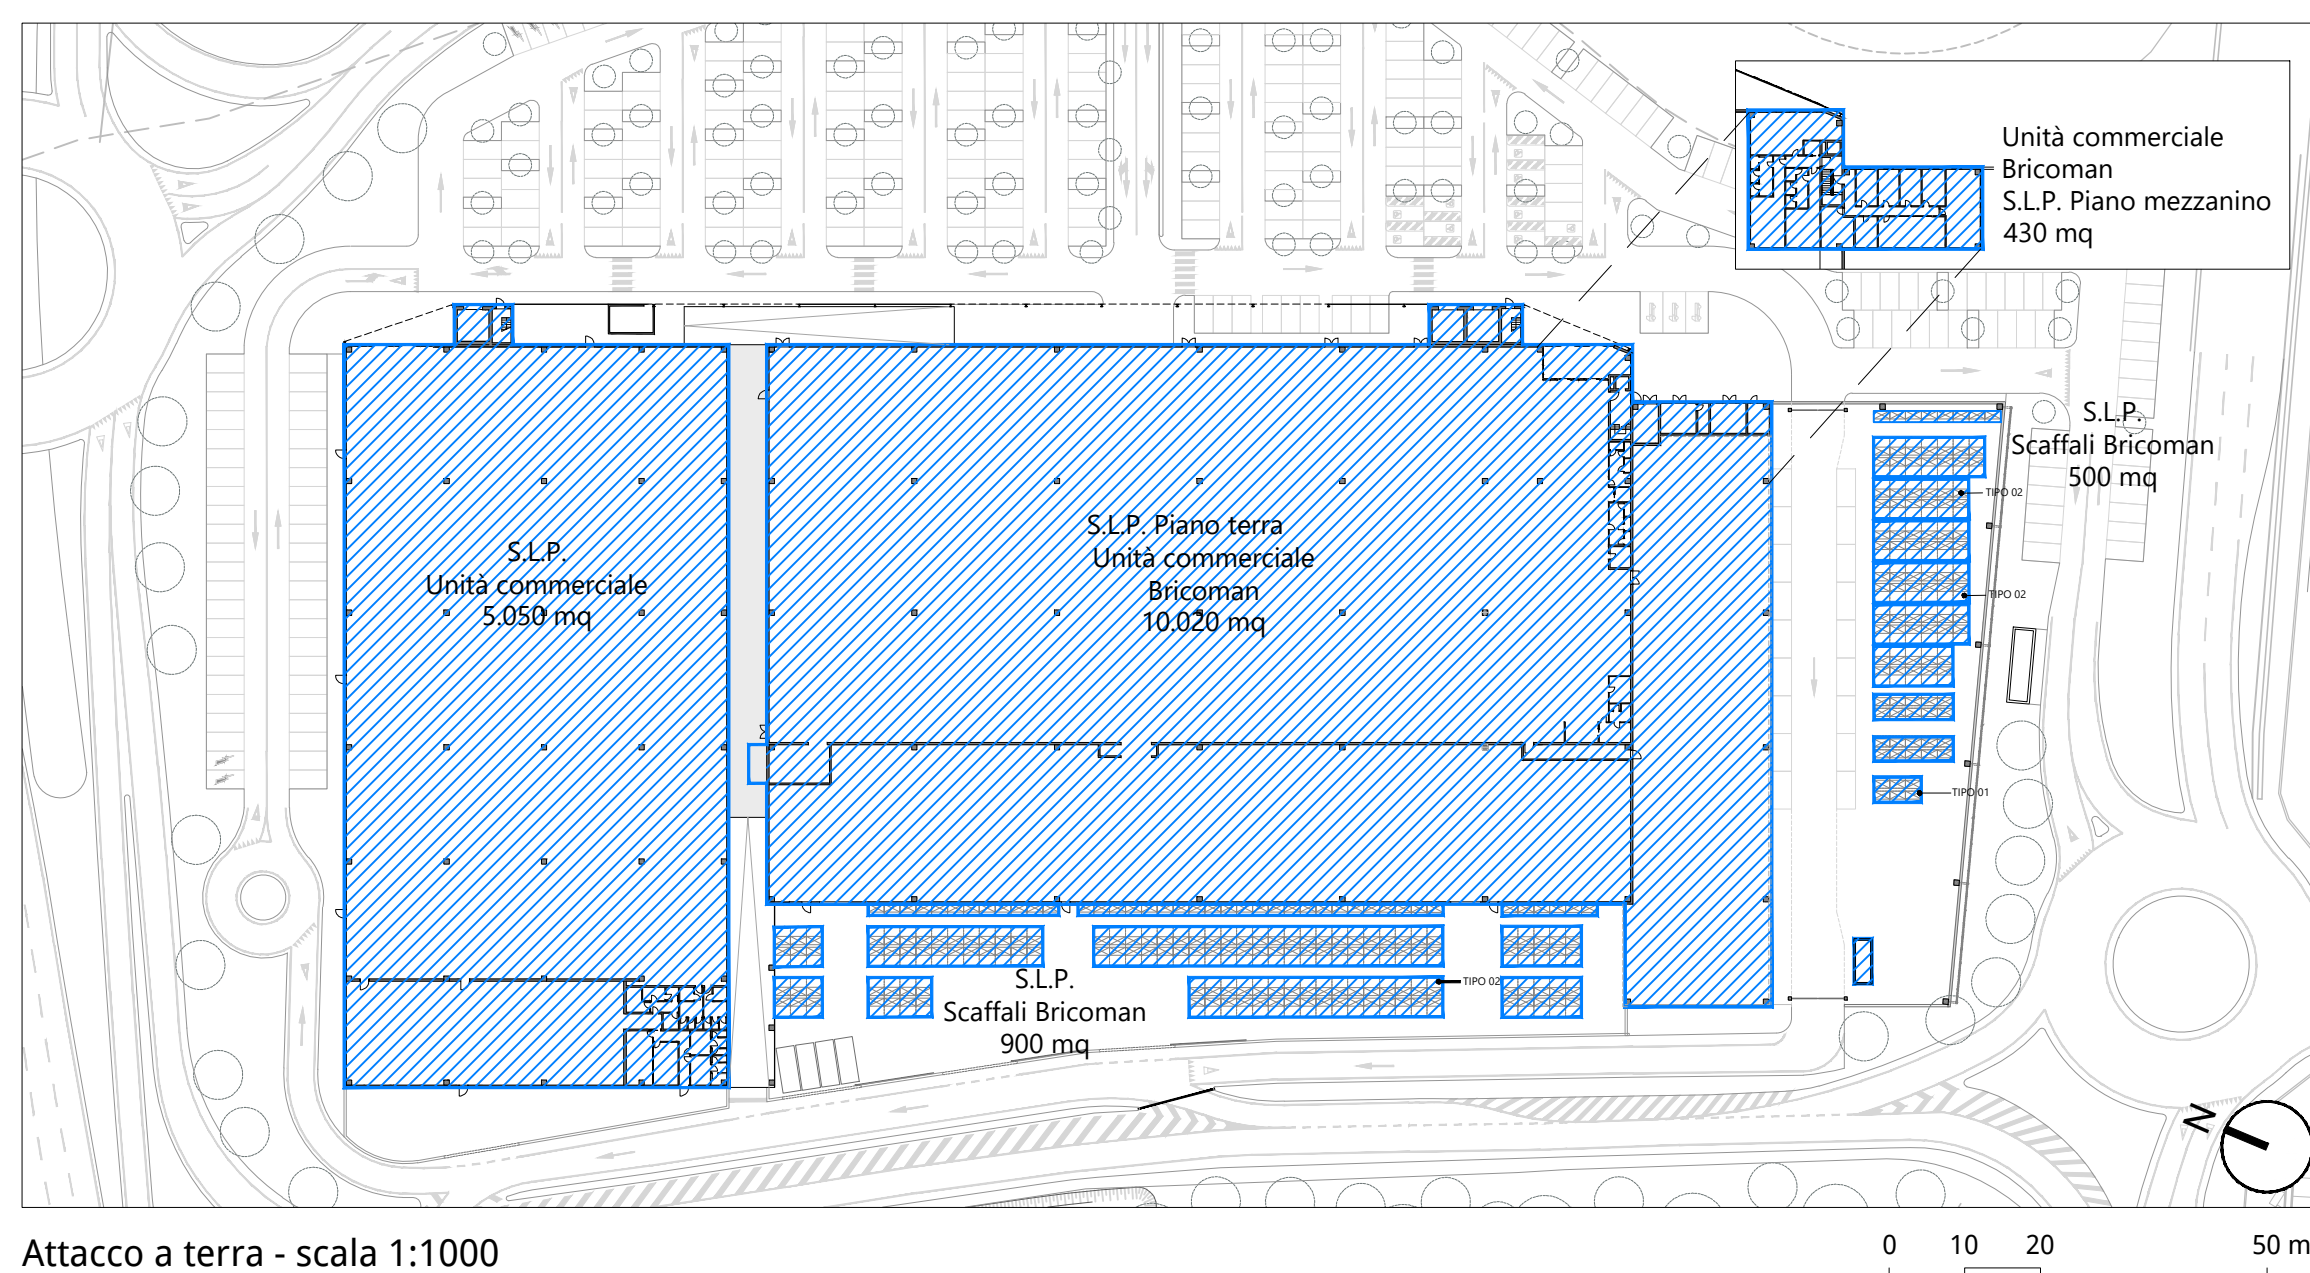 Unità commerciale
Bricoman
S.L.P. Piano mezzanino
430 mq
S.L.P.
Scaffali Bricoman
500 mq
TIPO 02
S.L.P. Piano terra
Unità commerciale
Bricoman
10.020 mq
S.L.P.
Unità commerciale
5.050 mq
TIPO 02
TIPO 01
S.L.P.
Scaffali Bricoman
900 mq
TIPO 02
N
Attacco a terra - scala 1:1000
0 10 20 50 m